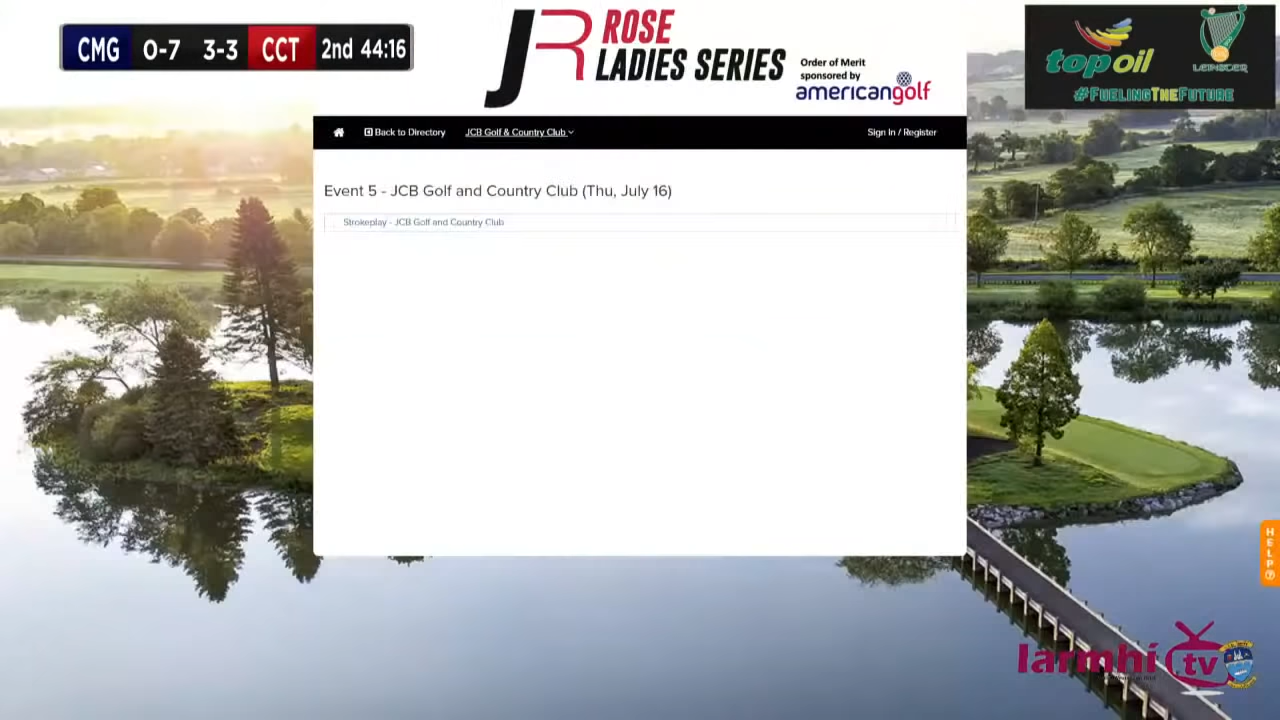 CMG 0-7 3-3 CCT 2nd 44:16
JR ROSE
LADIES SERIES
Order of Merit
sponsored by
americangolf
topoil
LEINSTER
#FUELINGTHEFUTURE
Back to Directory JCB Golf & Country Club Sign In / Register
Event 5 - JCB Golf and Country Club (Thu, July 16)
Strokeplay - JCB Golf and Country Club
HELP
Iarmhí tv